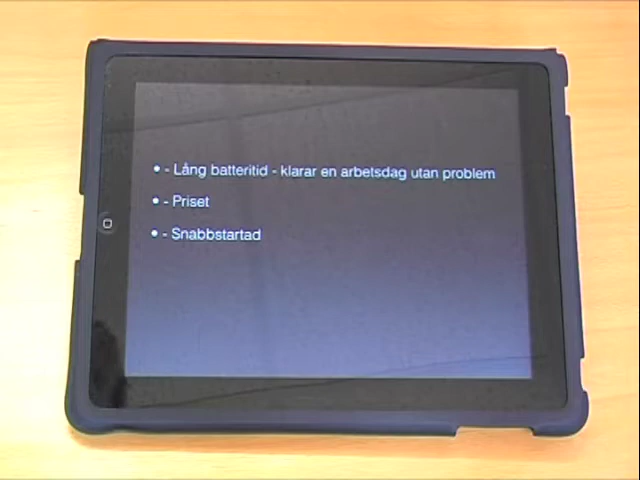 • - Lång batteritid - klarar en arbetsdag utan problem
• - Priset
• - Snabbstartad